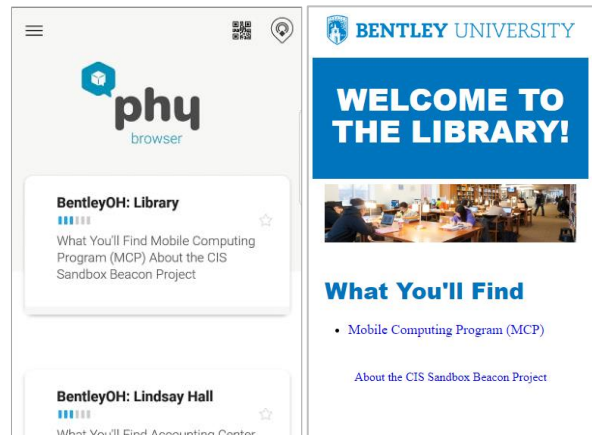 phy
browser
BentleyOH: Library
What You'll Find Mobile Computing
Program (MCP) About the CIS
Sandbox Beacon Project
BentleyOH: Lindsay Hall
What You'll Find Accounting Center
BENTLEY UNIVERSITY
WELCOME TO
THE LIBRARY!
What You'll Find
• Mobile Computing Program (MCP)
About the CIS Sandbox Beacon Project